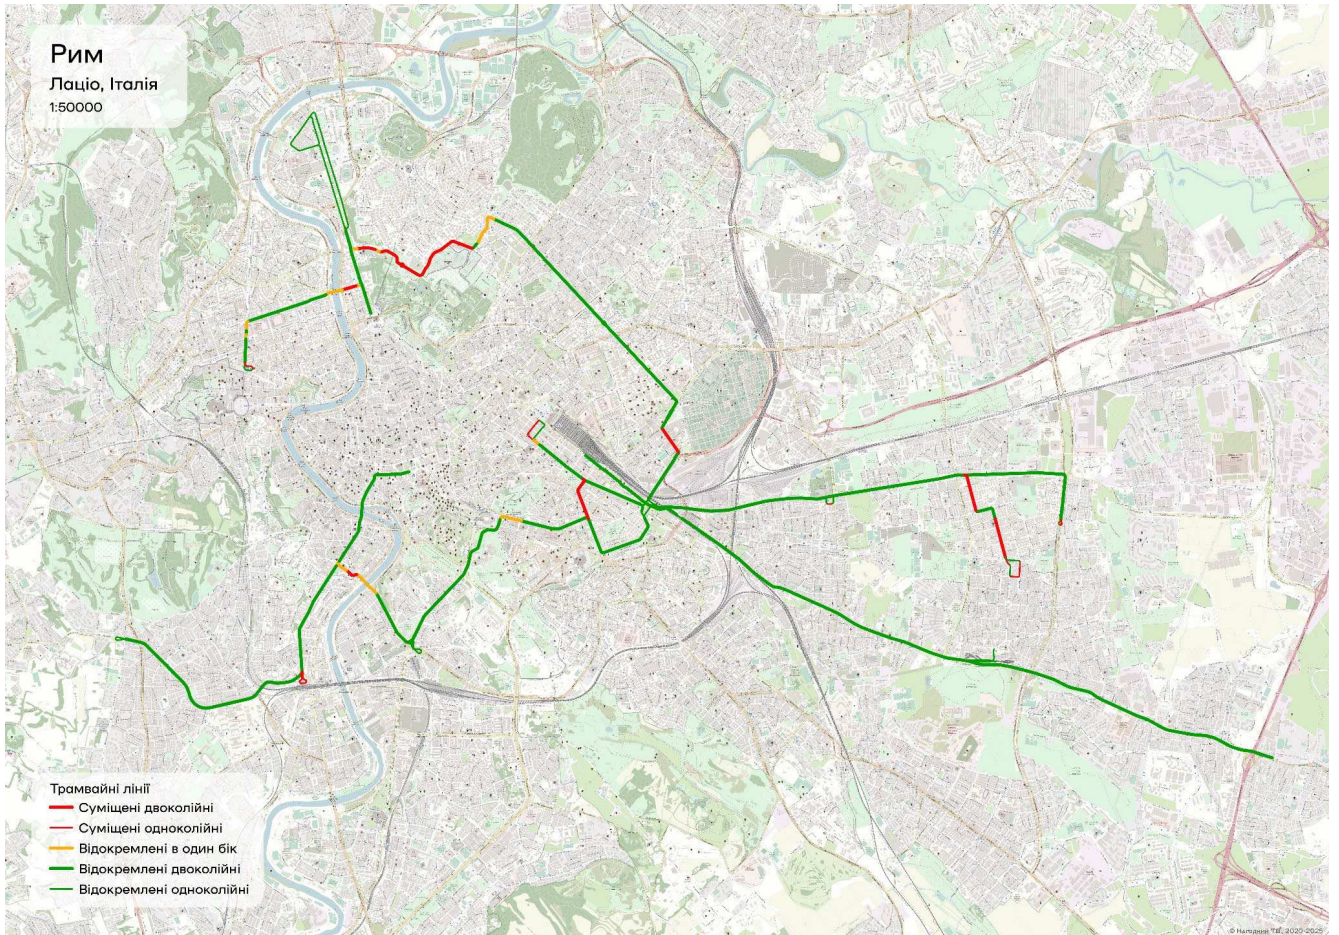 Рим
Лаціо, Італія
1:50000
Трамвайні лінії
Суміщені двоколійні
Суміщені одноколійні
Відокремлені в один бік
Відокремлені двоколійні
Відокремлені одноколійні